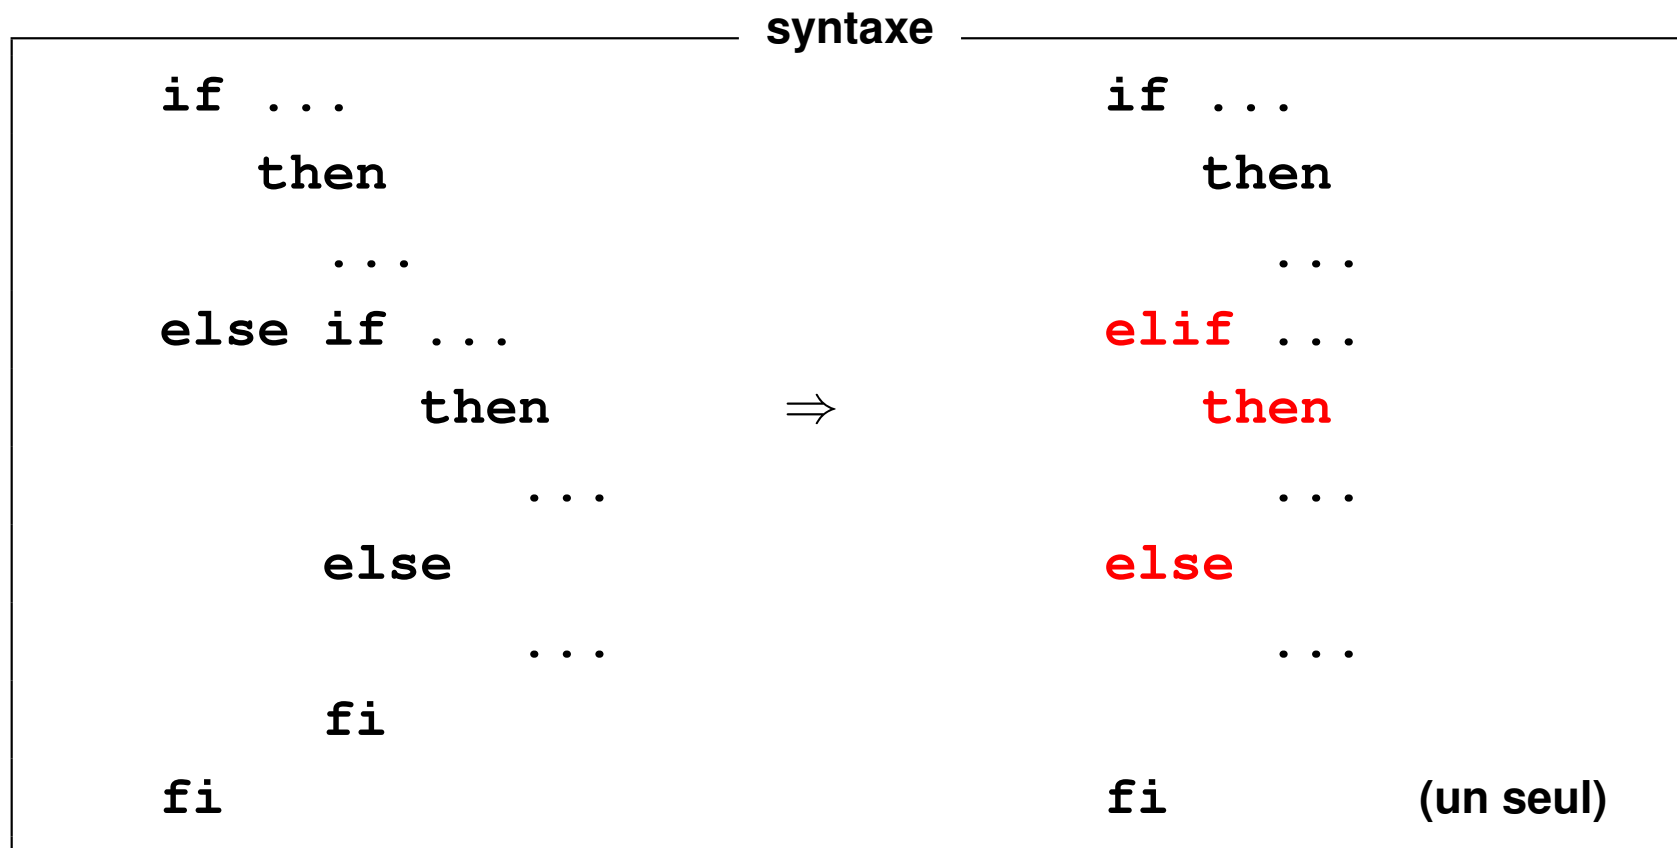 syntaxe
if ...
then
...
else if ...
then
...
else
...
fi
fi
⇒
if ...
then
...
elif ...
then
...
else
...
fi (un seul)